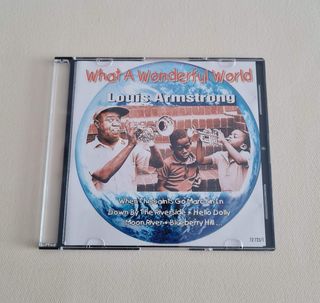 What A Wonderful World
Louis Armstrong
When The Saints Go Marchin In
Down By The Riverside • Hello Dolly
Moon River • Blueberry Hill ...